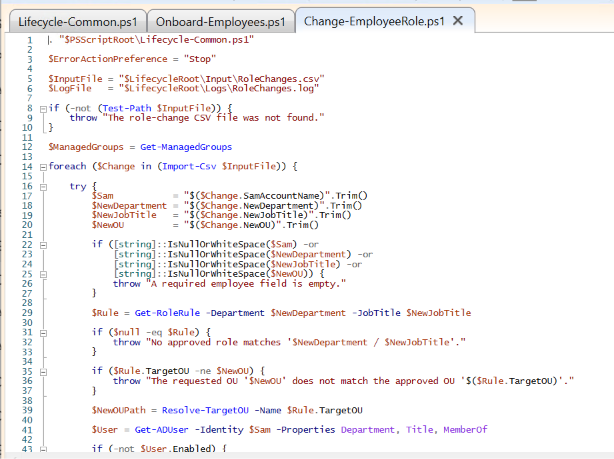 Lifecycle-Common.ps1 Onboard-Employees.ps1 Change-EmployeeRole.ps1 X
1 . "$PSScriptRoot\Lifecycle-Common.ps1"
2
3 $ErrorActionPreference = "Stop"
4
5 $InputFile = "$LifecycleRoot\Input\RoleChanges.csv"
6 $LogFile   = "$LifecycleRoot\Logs\RoleChanges.log"
7
8 if (-not (Test-Path $InputFile)) {
9     throw "The role-change CSV file was not found."
10 }
11
12 $ManagedGroups = Get-ManagedGroups
13
14 foreach ($Change in (Import-Csv $InputFile)) {
15
16     try {
17         $Sam           = "$($Change.SamAccountName)".Trim()
18         $NewDepartment = "$($Change.NewDepartment)".Trim()
19         $NewJobTitle   = "$($Change.NewJobTitle)".Trim()
20         $NewOU         = "$($Change.NewOU)".Trim()
21
22         if ([string]::IsNullOrWhiteSpace($Sam) -or
23             [string]::IsNullOrWhiteSpace($NewDepartment) -or
24             [string]::IsNullOrWhiteSpace($NewJobTitle) -or
25             [string]::IsNullOrWhiteSpace($NewOU)) {
26             throw "A required employee field is empty."
27         }
28
29         $Rule = Get-RoleRule -Department $NewDepartment -JobTitle $NewJobTitle
30
31         if ($null -eq $Rule) {
32             throw "No approved role matches '$NewDepartment / $NewJobTitle'."
33         }
34
35         if ($Rule.TargetOU -ne $NewOU) {
36             throw "The requested OU '$NewOU' does not match the approved OU '$($Rule.TargetOU)'."
37         }
38
39         $NewOUPath = Resolve-TargetOU -Name $Rule.TargetOU
40
41         $User = Get-ADUser -Identity $Sam -Properties Department, Title, MemberOf
42
43         if (-not $User.Enabled) {